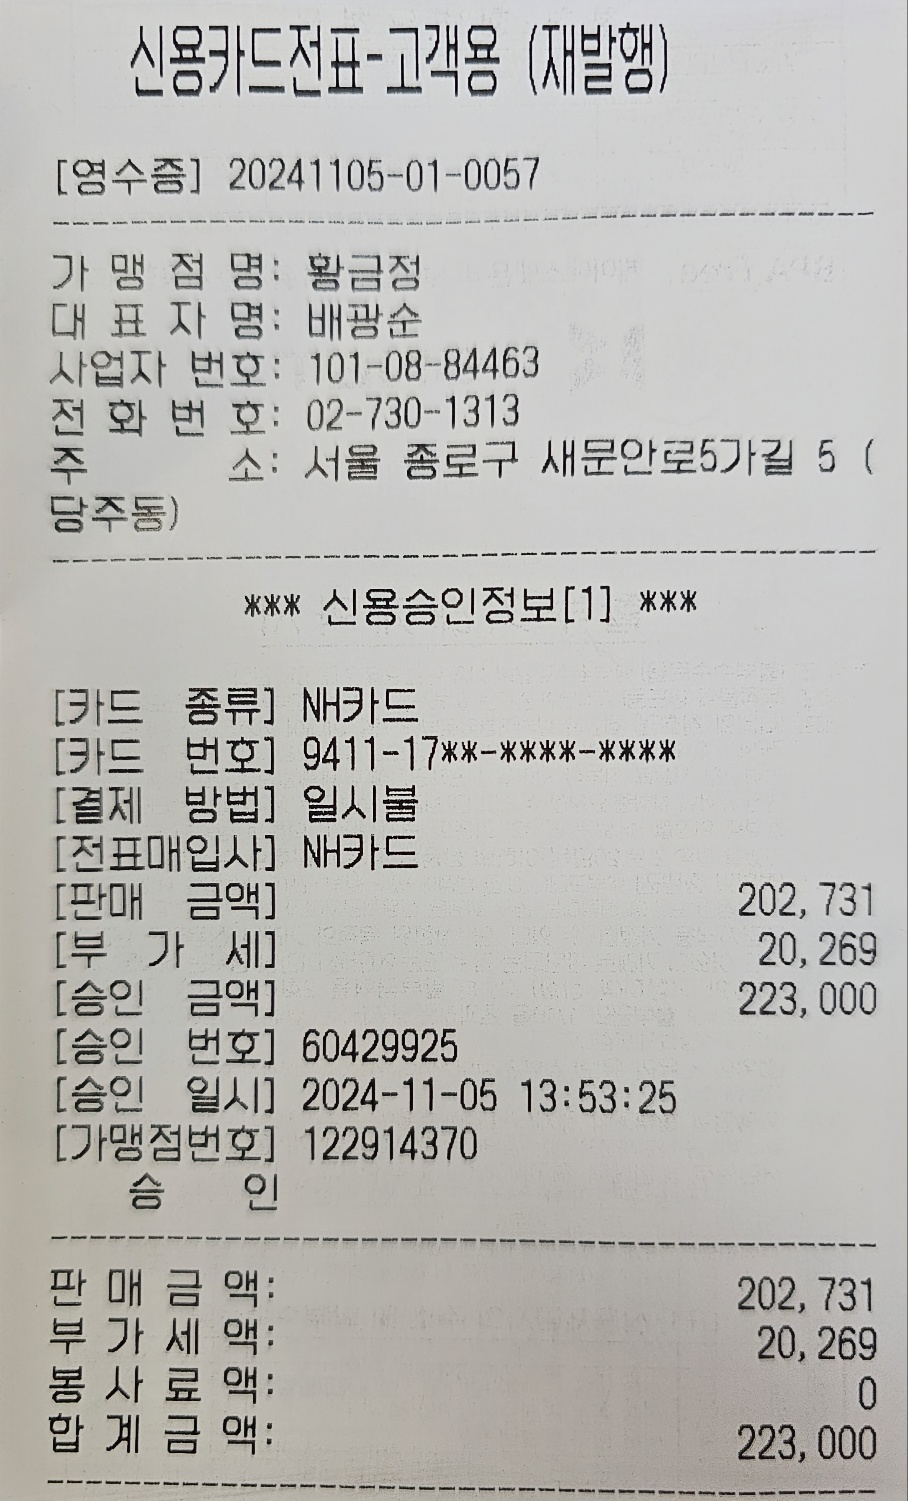 신용카드전표-고객용 (재발행)
[영수증] 20241105-01-0057
가 맹 점 명: 황금정
대 표 자 명: 배광순
사업자 번호: 101-08-84463
전 화 번 호: 02-730-1313
주 소: 서울 종로구 새문안로5가길 5 (
당주동)
*** 신용승인정보[1] ***
[카드 종류] NH카드
[카드 번호] 9411-17**-****-****
[결제 방법] 일시불
[전표매입사] NH카드
[판매 금액] 202,731
[부 가 세] 20,269
[승인 금액] 223,000
[승인 번호] 60429925
[승인 일시] 2024-11-05 13:53:25
[가맹점번호] 122914370
승 인
판 매 금 액: 202,731
부 가 세 액: 20,269
봉 사 료 액: 0
합 계 금 액: 223,000